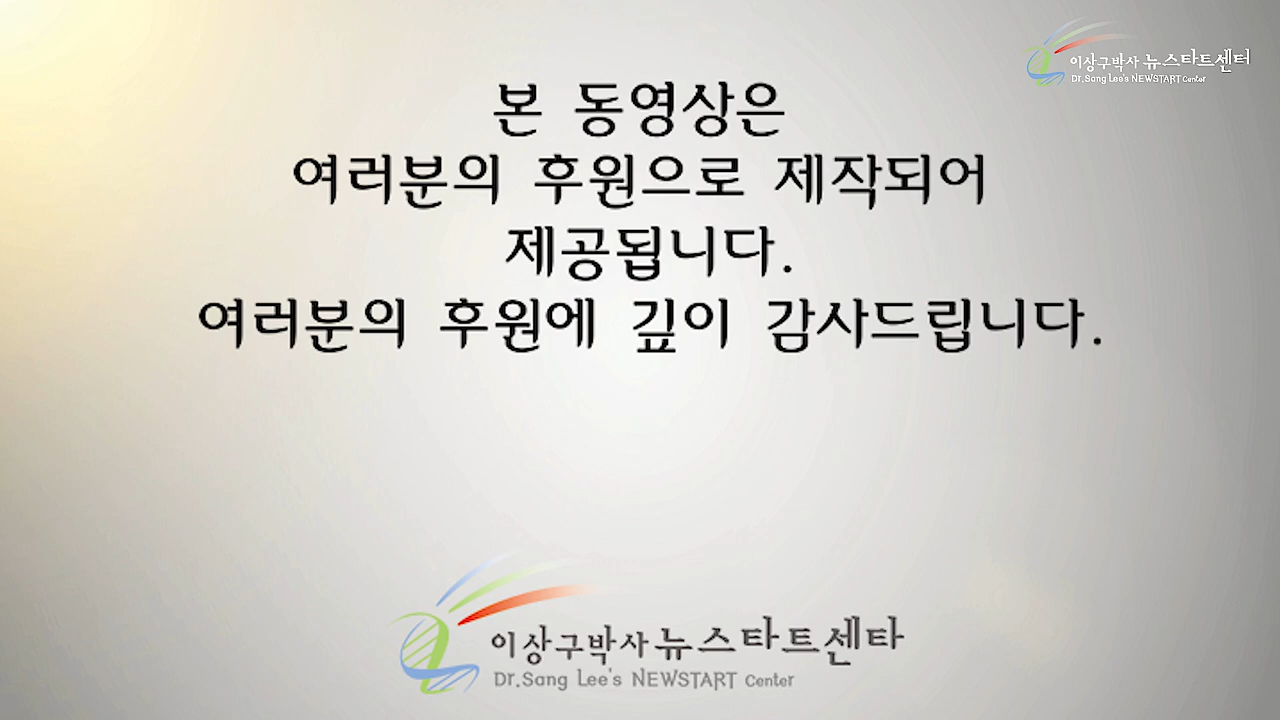 이상구박사 뉴스타트센터
Dr.Sang Lee's NEWSTART Center
본 동영상은
여러분의 후원으로 제작되어
제공됩니다.
여러분의 후원에 깊이 감사드립니다.
이상구박사 뉴스타트센타
Dr.Sang Lee's NEWSTART Center